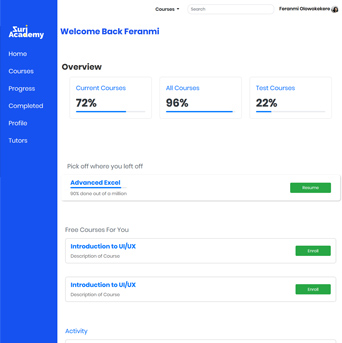 Courses
Search
Feranmi Olowokekere
Zuri
Academy
Home
Courses
Progress
Completed
Profile
Tutors
Welcome Back Feranmi
Overview
Current Courses
72%
All Courses
96%
Test Courses
22%
Pick off where you left off
Advanced Excel
50% done out of a million
Resume
Free Courses For You
Introduction to UI/UX
Description of Course
Enroll
Introduction to UI/UX
Description of Course
Enroll
Activity